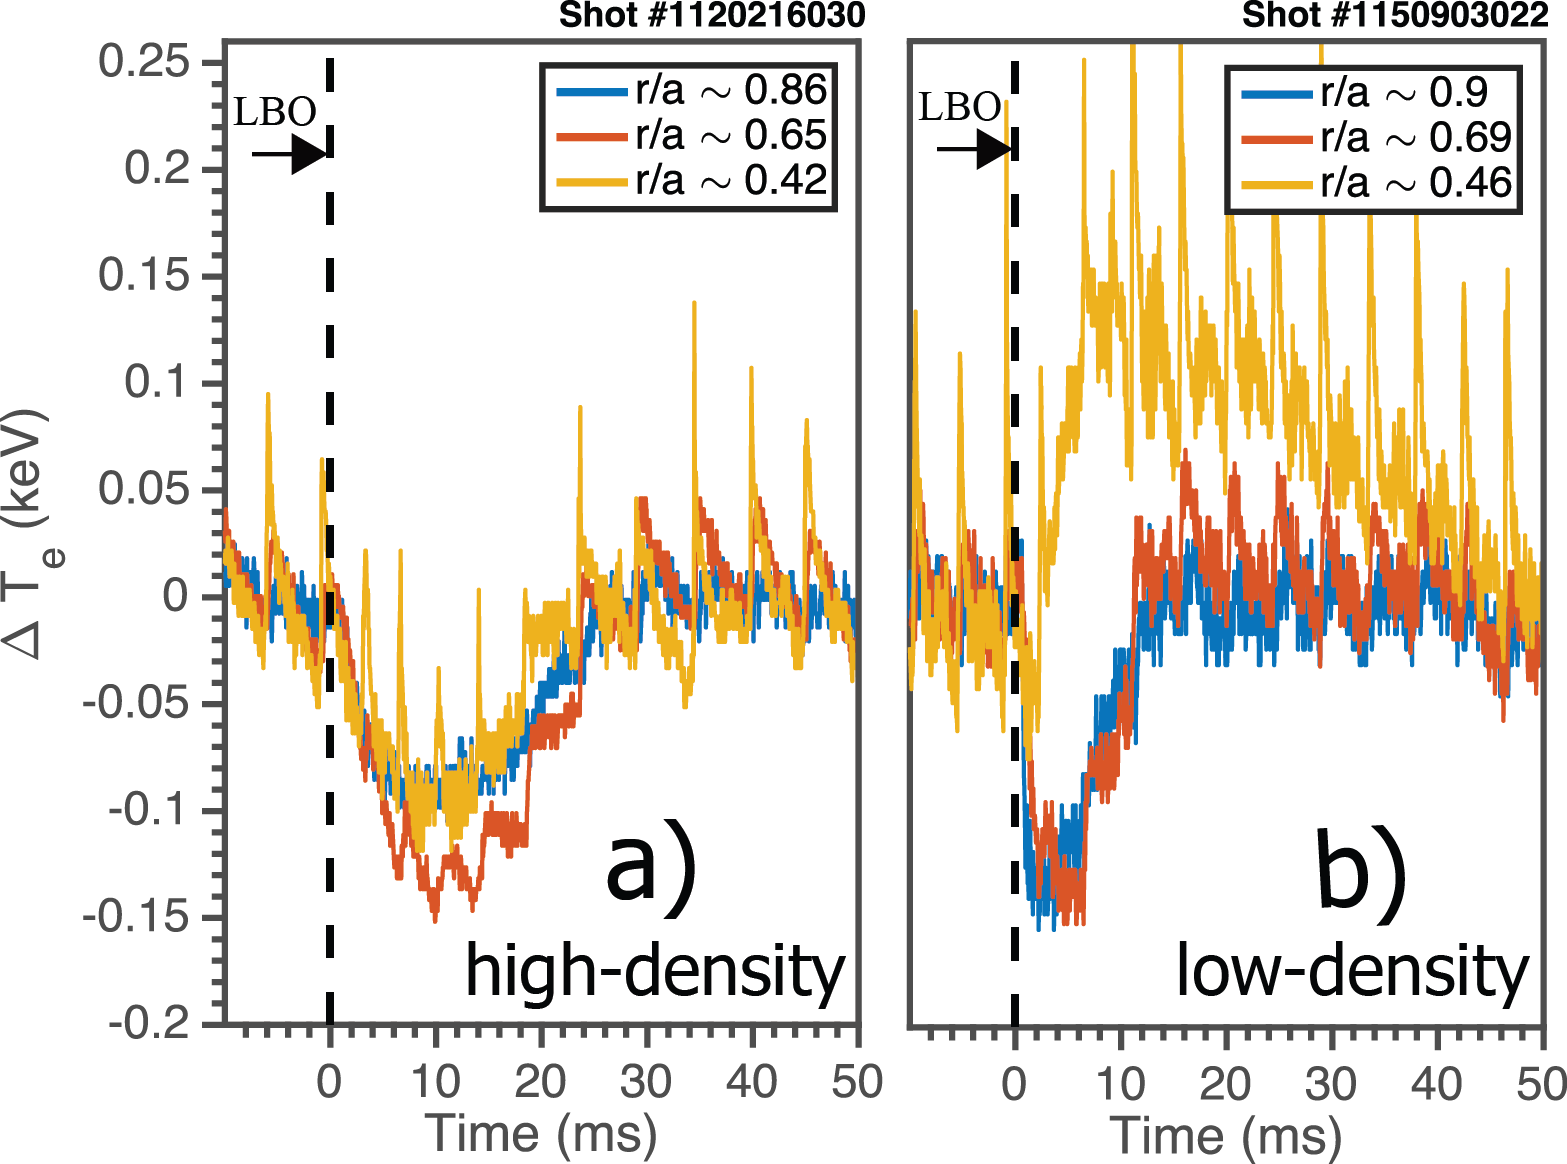 Shot #1120216030
Shot #1150903022
0.25
0.2
0.15
0.1
0.05
0
-0.05
-0.1
-0.15
-0.2
Δ Te (keV)
LBO
r/a ∼ 0.86
r/a ∼ 0.65
r/a ∼ 0.42
a)
high-density
0 10 20 30 40 50
Time (ms)
LBO
r/a ∼ 0.9
r/a ∼ 0.69
r/a ∼ 0.46
b)
low-density
0 10 20 30 40 50
Time (ms)